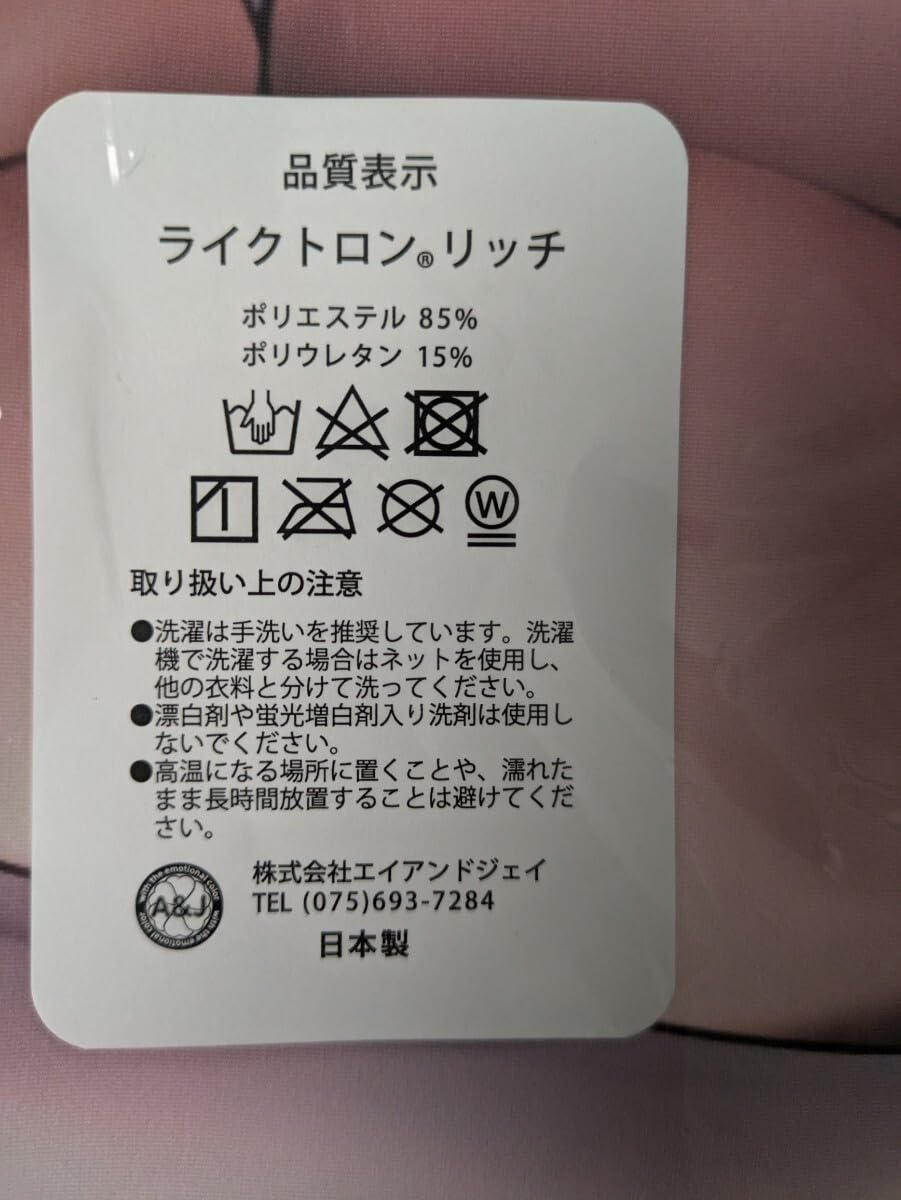 品質表示
ライクトロン®リッチ
ポリエステル 85%
ポリウレタン 15%
W
取り扱い上の注意
●洗濯は手洗いを推奨しています。洗濯
機で洗濯する場合はネットを使用し、
他の衣料と分けて洗ってください。
●漂白剤や蛍光増白剤入り洗剤は使用し
ないでください。
●高温になる場所に置くことや、濡れた
まま長時間放置することは避けてくだ
さい。
with the emotional color
A&J
with the emotional color
株式会社エイアンドジェイ
TEL (075)693-7284
日本製